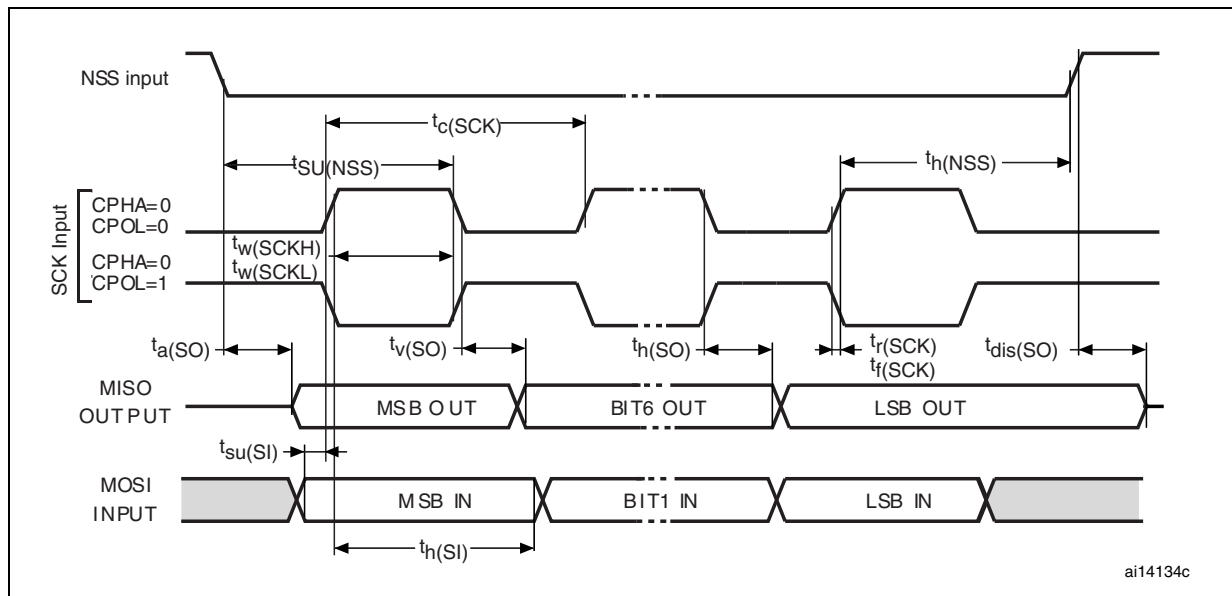 NSS input
tc(SCK)
tSU(NSS)
th(NSS)
SCK Input
CPHA=0
CPOL=0
tw(SCKH)
CPHA=0
tw(SCKL)
CPOL=1
ta(SO)
tv(SO)
th(SO)
tr(SCK)
tf(SCK)
tdis(SO)
MISO
OUTPUT
MSB OUT
BIT6 OUT
LSB OUT
tsu(SI)
MOSI
INPUT
MSB IN
BIT1 IN
LSB IN
th(SI)
ai14134c